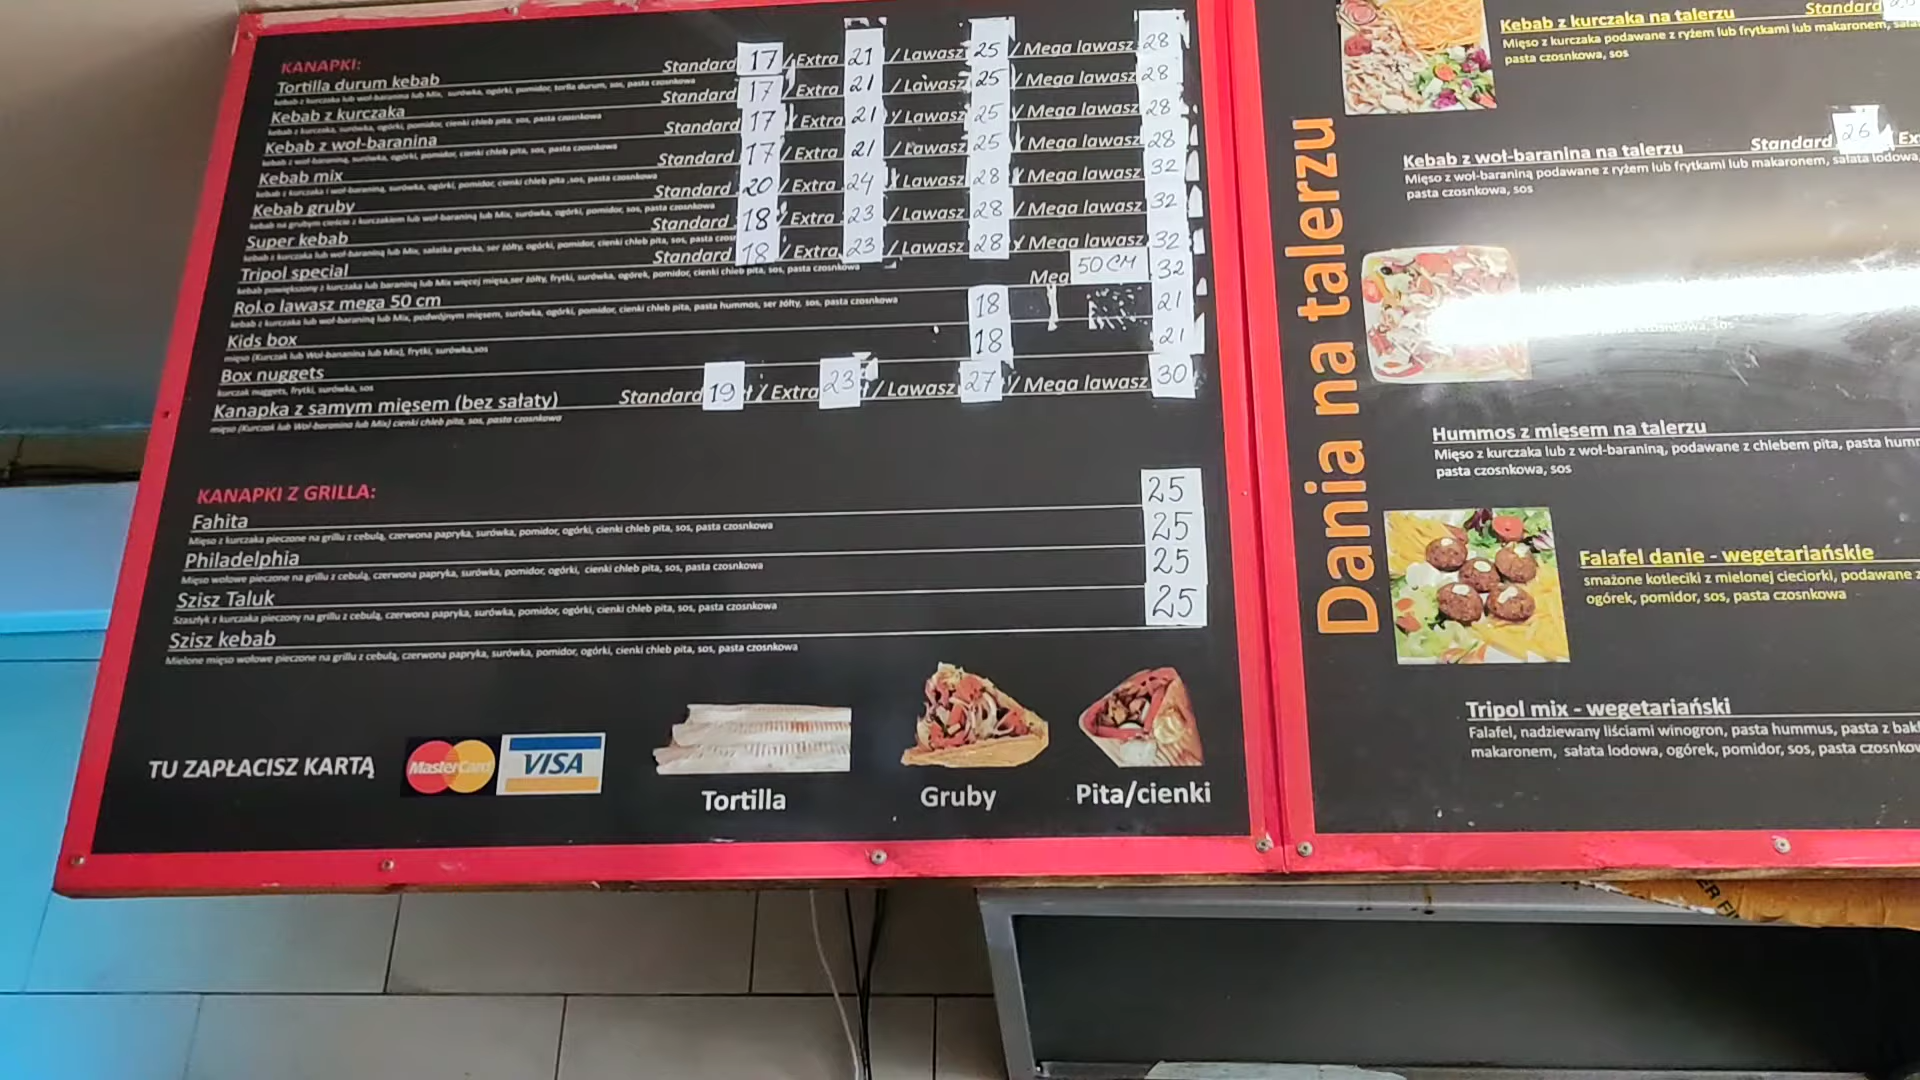 KANAPKI:
Tortilla durum kebab Standard 17 / Extra 21 / Lawasz 25 / Mega lawasz 28
kebab z kurczaka lub woł-baranina lub Mix, surówka, ogórki, pomidor, torlla durum, sos, pasta czosnkowa
Kebab z kurczaka Standard 17 / Extra 21 / Lawasz 25 / Mega lawasz 28
kebab z kurczaka, surówka, ogórki, pomidor, cienki chleb pita, sos, pasta czosnkowa
Kebab z woł-baranina Standard 17 / Extra 21 / Lawasz 25 / Mega lawasz 28
kebab z woł-baraniną, surówka, ogórki, pomidor, cienki chleb pita, sos, pasta czosnkowa
Kebab mix Standard 17 / Extra 21 / Lawasz 25 / Mega lawasz 28
kebab z kurczaka i woł-baraniną, surówka, ogórki, pomidor, cienki chleb pita ,sos, pasta czosnkowa
Kebab gruby Standard 20 / Extra 24 / Lawasz 28 / Mega lawasz 32
kebab na grubym cieście z kurczakiem lub woł-baraniną lub Mix, surówka, ogórki, pomidor, sos, pasta czosnkowa
Super kebab Standard 18 / Extra 23 / Lawasz 28 / Mega lawasz 32
kebab z kurczaka lub woł-baraniną lub Mix, sałatka grecka, ser żółty, ogórki, pomidor, cienki chleb pita, sos, pasta
Tripol special Standard 18 / Extra 23 / Lawasz 28 / Mega lawasz 32
kebab powiększony z kurczaka lub baraniną lub Mix więcej mięsa,ser żółty, frytki, surówka, ogórek, pomidor, cienki chleb pita, sos, pasta czosnkowa
Rolo lawasz mega 50 cm Meg 50 CM 32
kebab z kurczaka lub woł-baraniną lub Mix, podwójnym mięsem, surówka, ogórki, pomidor, cienki chleb pita, pasta hummos, ser żółty, sos, pasta czosnkowa
Kids box 18 21
mięso (Kurczak lub Woł-bananina lub Mix), frytki, surówka,sos
Box nuggets 18 21
kurczak nuggets, frytki, surówka, sos
Kanapka z samym mięsem (bez sałaty) Standard 19 / Extra 23 / Lawasz 27 / Mega lawasz 30
mięso (Kurczak lub Woł-baranina lub Mix) cienki chleb pita, sos, pasta czosnkowa
KANAPKI Z GRILLA:
Fahita 25
Mięso z kurczaka pieczone na grillu z cebulą, czerwona papryka, surówka, pomidor, ogórki, cienki chleb pita, sos, pasta czosnkowa
Philadelphia 25
Mięso wołowe pieczone na grillu z cebulą, czerwona papryka, surówka, pomidor, ogórki, cienki chleb pita, sos, pasta czosnkowa
Szisz Taluk 25
Szaszłyk z kurczaka pieczony na grillu z cebulą, czerwona papryka, surówka, pomidor, ogórki, cienki chleb pita, sos, pasta czosnkowa
Szisz kebab 25
Mielone mięso wołowe pieczone na grillu z cebulą, czerwona papryka, surówka, pomidor, ogórki, cienki chleb pita, sos, pasta czosnkowa
TU ZAPŁACISZ KARTĄ
MasterCard
VISA
Tortilla
Gruby
Pita/cienki
Dania na talerzu
Kebab z kurczaka na talerzu Standard
Mięso z kurczaka podawane z ryżem lub frytkami lub makaronem,
pasta czosnkowa, sos
Kebab z woł-baranina na talerzu Standard 26 Ex
Mięso z woł-baraniną podawane z ryżem lub frytkami lub makaronem, sałata lodowa,
pasta czosnkowa, sos
czosnkowa, sos
Hummos z mięsem na talerzu
Mięso z kurczaka lub z woł-baraniną, podawane z chlebem pita, pasta humm
pasta czosnkowa, sos
Falafel danie - wegetariańskie
smażone kotleciki z mielonej cieciorki, podawane z
ogórek, pomidor, sos, pasta czosnkowa
Tripol mix - wegetariański
Falafel, nadziewany liściami winogron, pasta hummus, pasta z bakł
makaronem, sałata lodowa, ogórek, pomidor, sos, pasta czosnkow